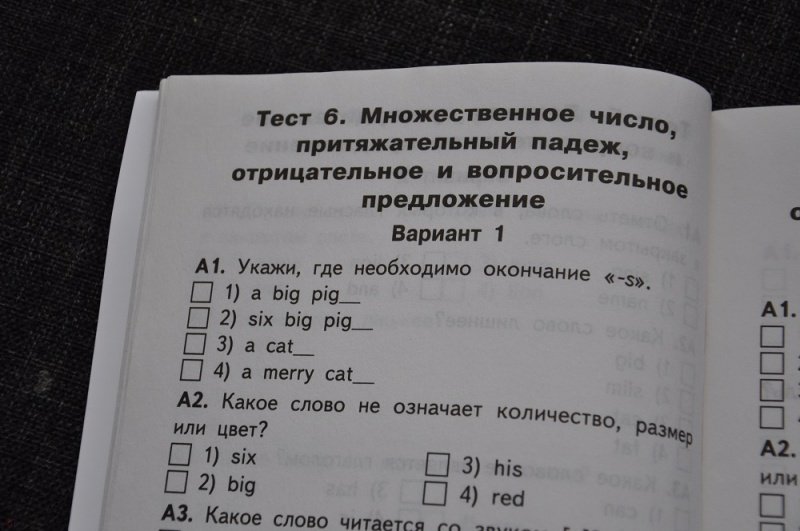 Тест 6. Множественное число,
притяжательный падеж,
отрицательное и вопросительное
предложение
Вариант 1
А1. Укажи, где необходимо окончание «-s».
1) a big pig__
2) six big pig__
3) a cat__
4) a merry cat__
А2. Какое слово не означает количество, размер
или цвет?
1) six
2) big
3) his
4) red
А3. Какое слово читается со звуком
А1.
А2.
или